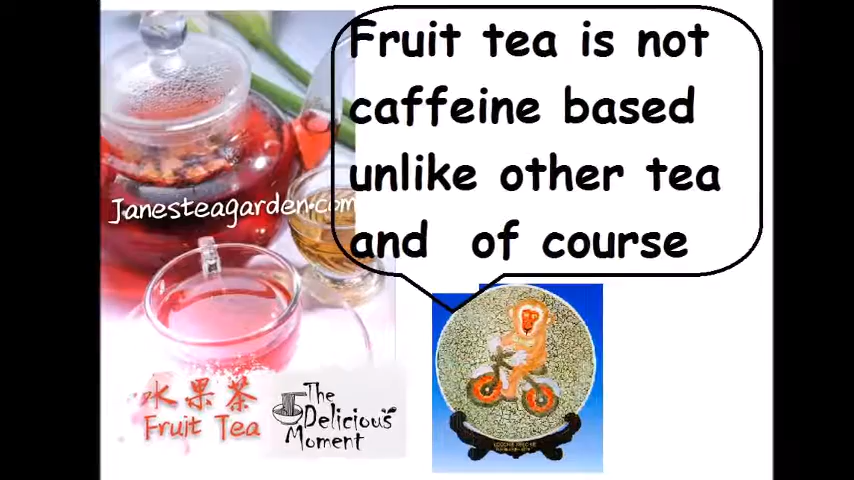 Fruit tea is not
caffeine based
unlike other tea
and of course
Janesteagarden.com
水果茶
Fruit Tea
The
Delicious
Moment